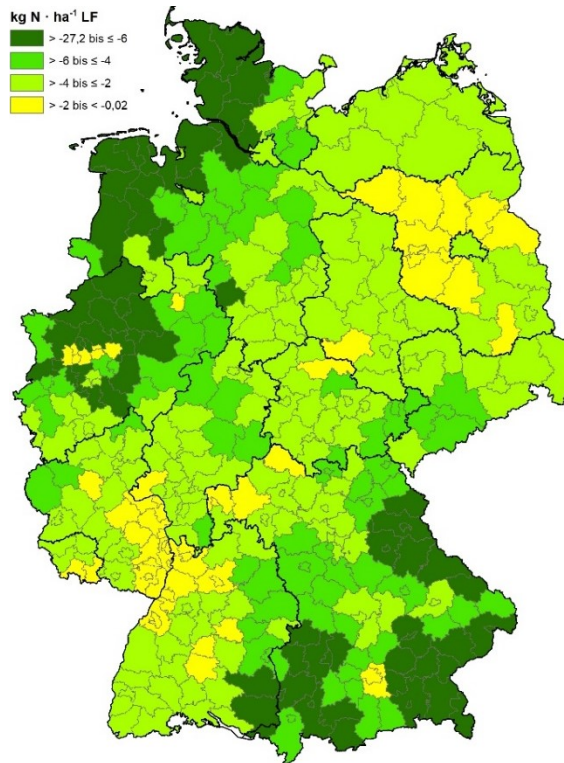 kg N · ha⁻¹ LF
> -27,2 bis ≤ -6
> -6 bis ≤ -4
> -4 bis ≤ -2
> -2 bis < -0,02